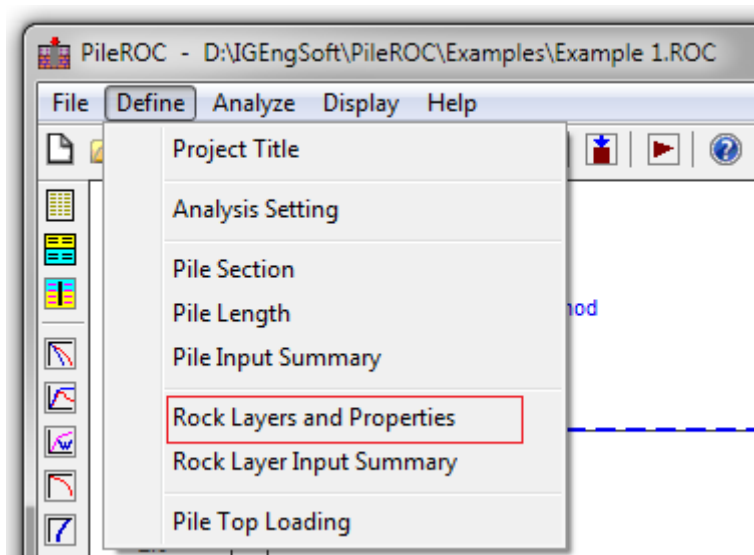 PileROC - D:\IGEngSoft\PileROC\Examples\Example 1.ROC
File Define Analyze Display Help
Project Title
Analysis Setting
Pile Section
Pile Length
Pile Input Summary
Rock Layers and Properties
Rock Layer Input Summary
Pile Top Loading